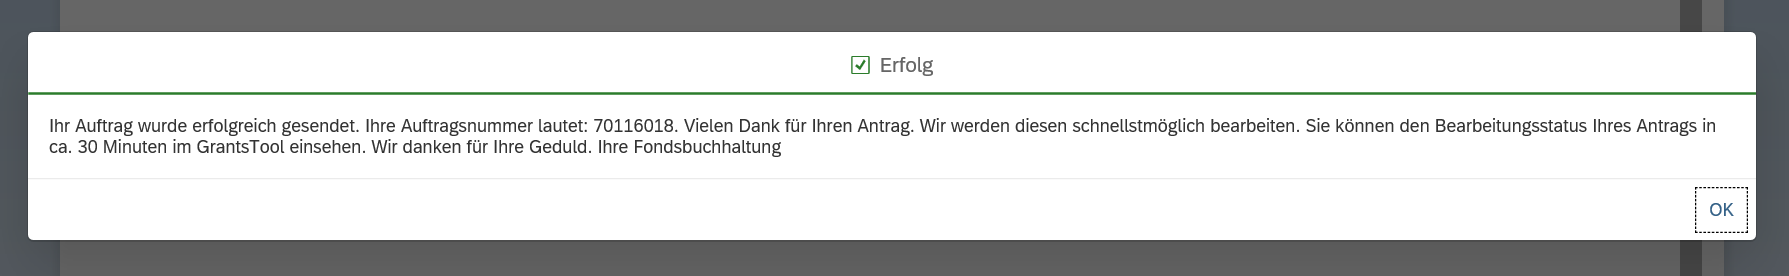 Erfolg
Ihr Auftrag wurde erfolgreich gesendet. Ihre Auftragsnummer lautet: 70116018. Vielen Dank für Ihren Antrag. Wir werden diesen schnellstmöglich bearbeiten. Sie können den Bearbeitungsstatus Ihres Antrags in
ca. 30 Minuten im GrantsTool einsehen. Wir danken für Ihre Geduld. Ihre Fondsbuchhaltung
OK